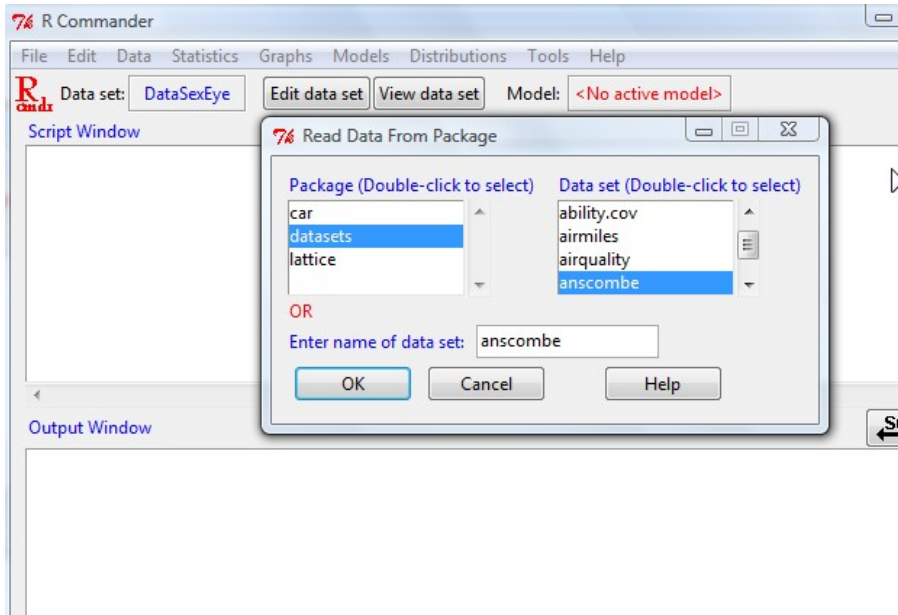 R Commander
File Edit Data Statistics Graphs Models Distributions Tools Help
R cmdr Data set: DataSexEye Edit data set View data set Model: <No active model>
Script Window
Read Data From Package
Package (Double-click to select) Data set (Double-click to select)
car ability.cov
datasets airmiles
lattice airquality
anscombe
OR
Enter name of data set: anscombe
OK Cancel Help
Output Window